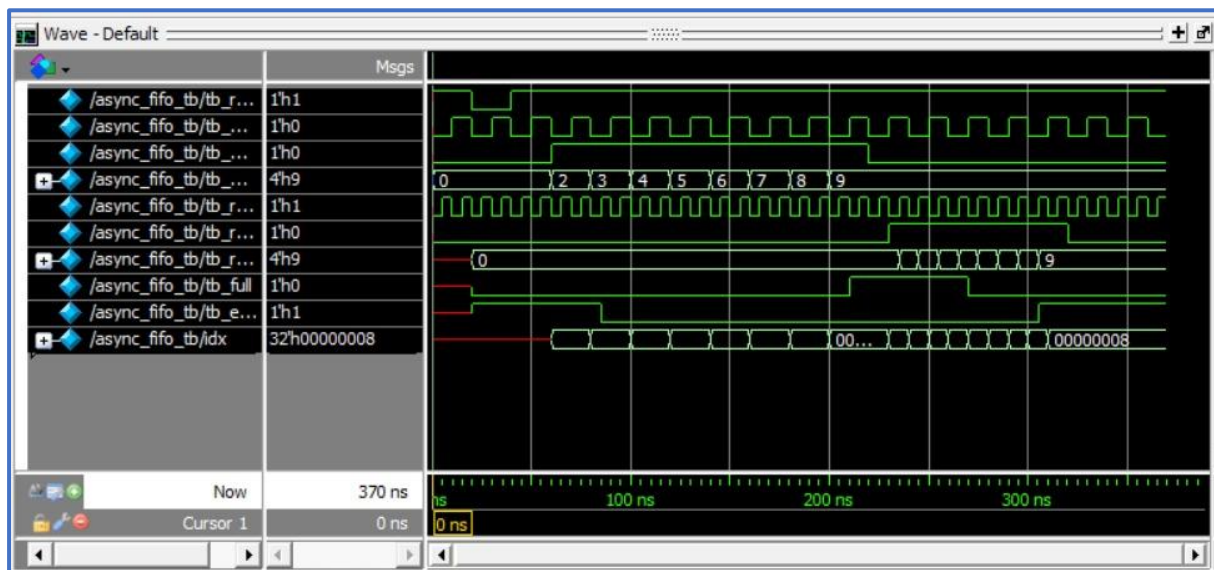 Wave - Default
Msgs
/async_fifo_tb/tb_r... 1'h1
/async_fifo_tb/tb_... 1'h0
/async_fifo_tb/tb_... 1'h0
/async_fifo_tb/tb_... 4'h9 0 2 3 4 5 6 7 8 9
/async_fifo_tb/tb_r... 1'h1
/async_fifo_tb/tb_r... 1'h0
/async_fifo_tb/tb_r... 4'h9 0 9
/async_fifo_tb/tb_full 1'h0
/async_fifo_tb/tb_e... 1'h1
/async_fifo_tb/idx 32'h00000008 00... 00000008
Now 370 ns ns 100 ns 200 ns 300 ns
Cursor 1 0 ns 0 ns